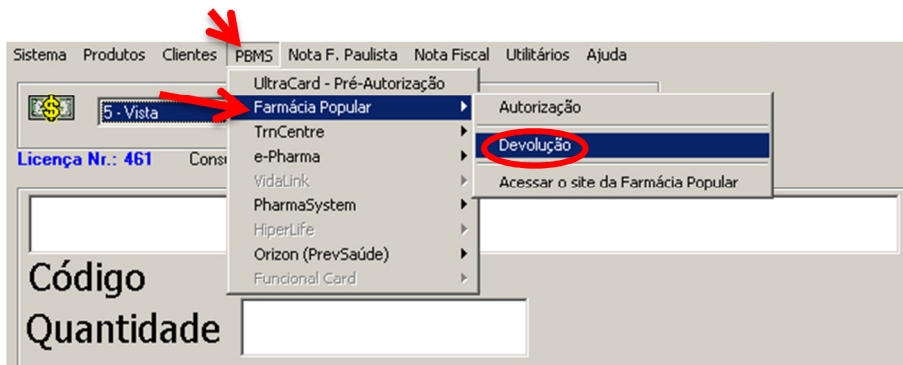 Sistema Produtos Clientes PBMS Nota F. Paulista Nota Fiscal Utilitários Ajuda
UltraCard - Pré-Autorização
5 - Vista
Farmácia Popular
Autorização
TrnCentre
Devolução
Licença Nr.: 461
e-Pharma
VidaLink
Acessar o site da Farmácia Popular
PharmaSystem
HiperLife
Orizon (PrevSaúde)
Código
Funcional Card
Quantidade